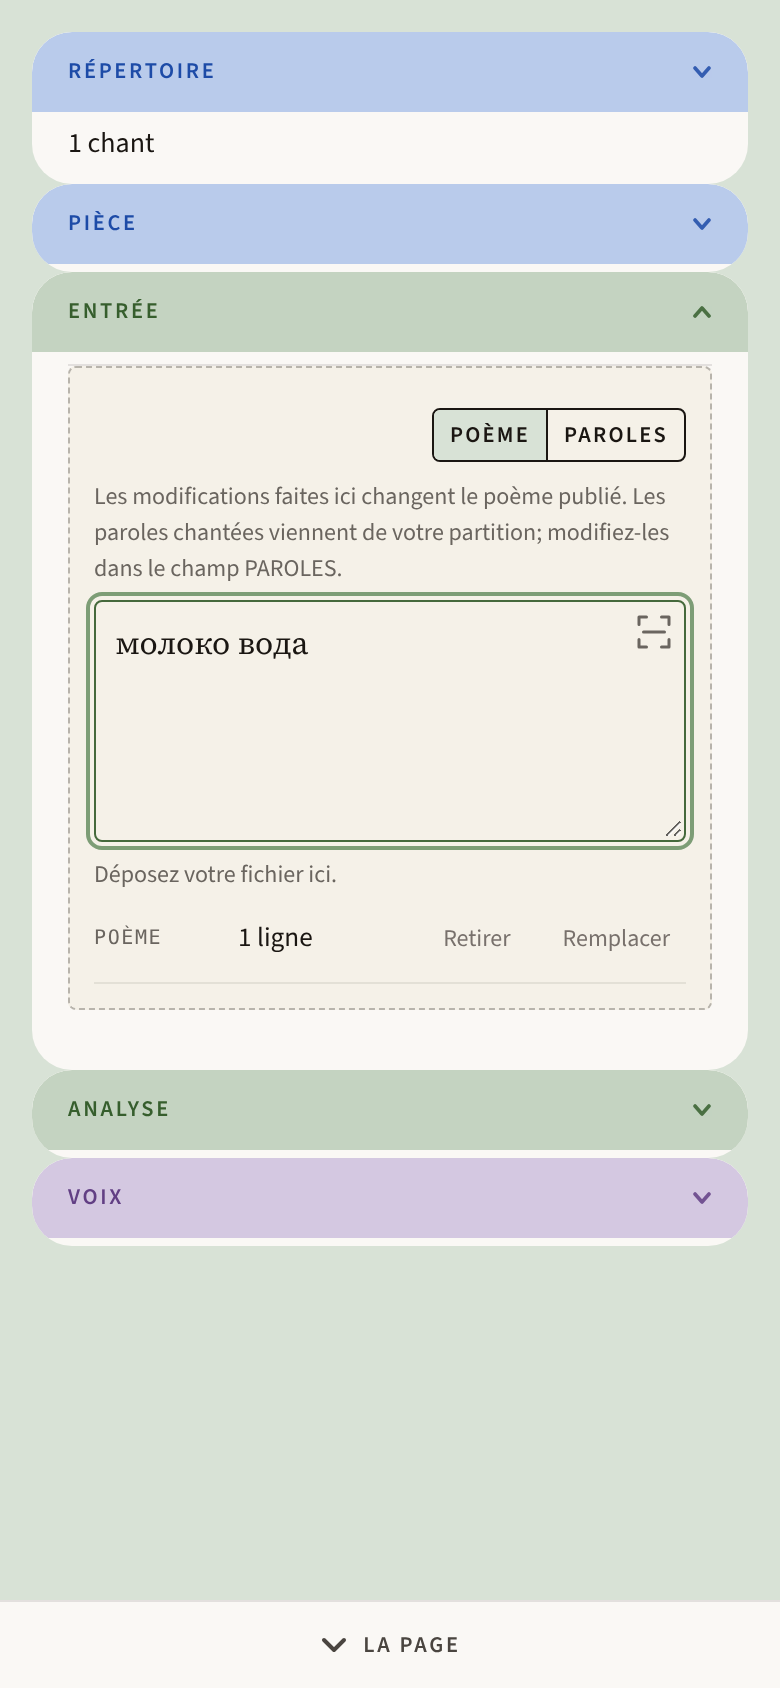 RÉPERTOIRE
1 chant
PIÈCE
ENTRÉE
POÈME PAROLES
Les modifications faites ici changent le poème publié. Les
paroles chantées viennent de votre partition; modifiez-les
dans le champ PAROLES.
молоко вода
Déposez votre fichier ici.
POÈME 1 ligne Retirer Remplacer
ANALYSE
VOIX
LA PAGE